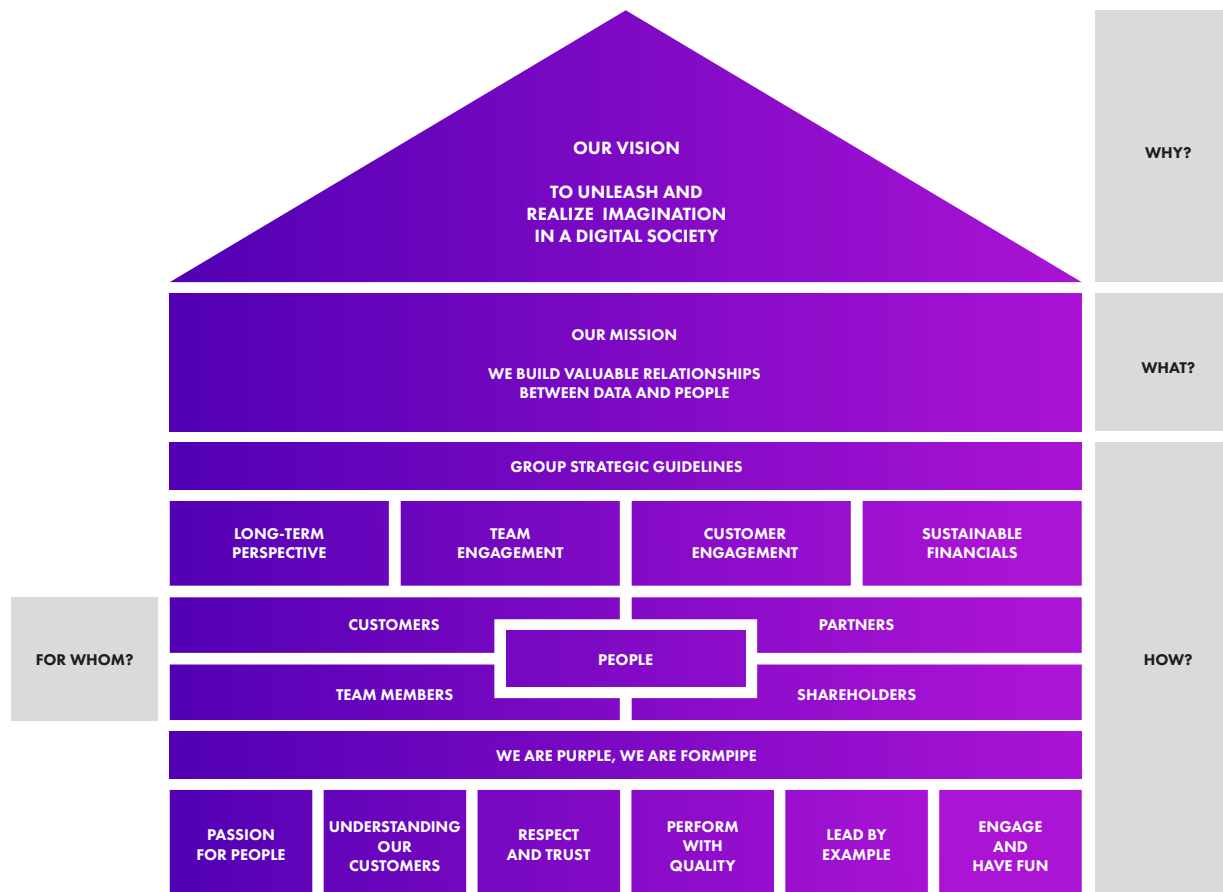 OUR VISION
TO UNLEASH AND
REALIZE IMAGINATION
IN A DIGITAL SOCIETY
WHY?
OUR MISSION
WE BUILD VALUABLE RELATIONSHIPS
BETWEEN DATA AND PEOPLE
WHAT?
GROUP STRATEGIC GUIDELINES
LONG-TERM
PERSPECTIVE
TEAM
ENGAGEMENT
CUSTOMER
ENGAGEMENT
SUSTAINABLE
FINANCIALS
FOR WHOM?
CUSTOMERS
PARTNERS
PEOPLE
TEAM MEMBERS
SHAREHOLDERS
HOW?
WE ARE PURPLE, WE ARE FORMPIPE
PASSION
FOR PEOPLE
UNDERSTANDING
OUR
CUSTOMERS
RESPECT
AND TRUST
PERFORM
WITH
QUALITY
LEAD BY
EXAMPLE
ENGAGE
AND
HAVE FUN